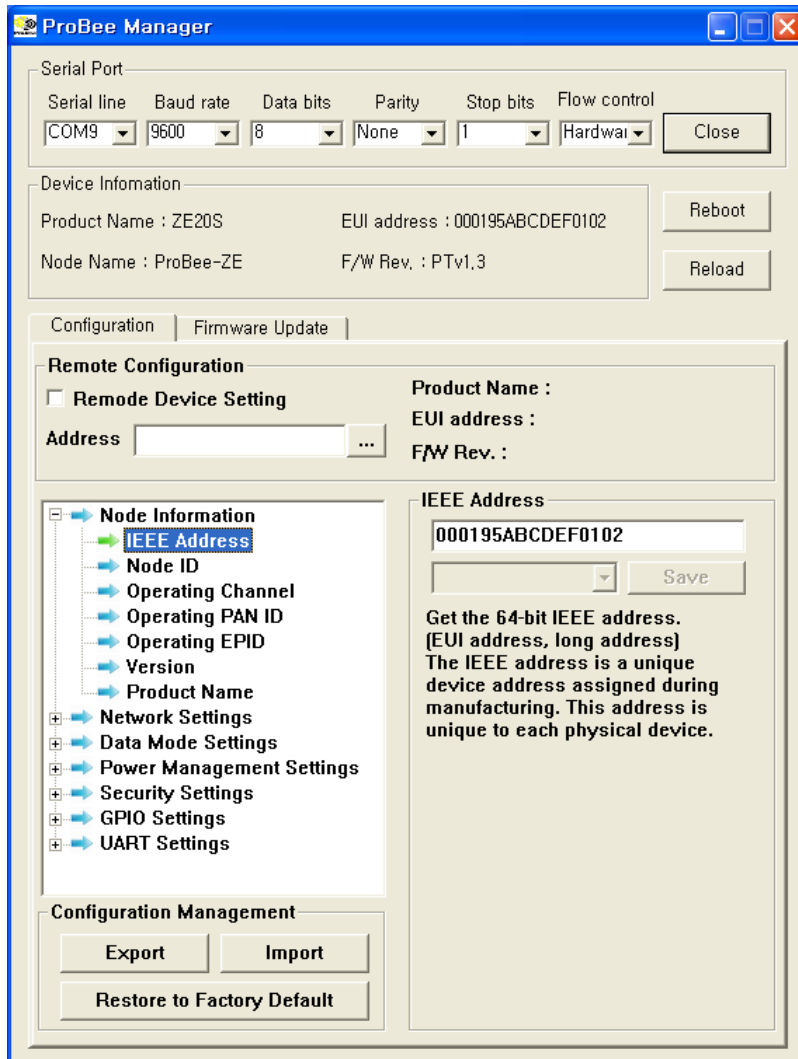 ProBee Manager
Serial Port
Serial line Baud rate Data bits Parity Stop bits Flow control
COM9 9600 8 None 1 Hardwar Close
Device Infomation
Product Name : ZE20S EUI address : 000195ABCDEF0102
Node Name : ProBee-ZE F/W Rev. : PTv1.3
Reboot
Reload
Configuration Firmware Update
Remote Configuration
Remode Device Setting
Address ...
Product Name :
EUI address :
F/W Rev. :
Node Information
IEEE Address
Node ID
Operating Channel
Operating PAN ID
Operating EPID
Version
Product Name
Network Settings
Data Mode Settings
Power Management Settings
Security Settings
GPIO Settings
UART Settings
IEEE Address
000195ABCDEF0102
Save
Get the 64-bit IEEE address.
(EUI address, long address)
The IEEE address is a unique
device address assigned during
manufacturing. This address is
unique to each physical device.
Configuration Management
Export Import
Restore to Factory Default